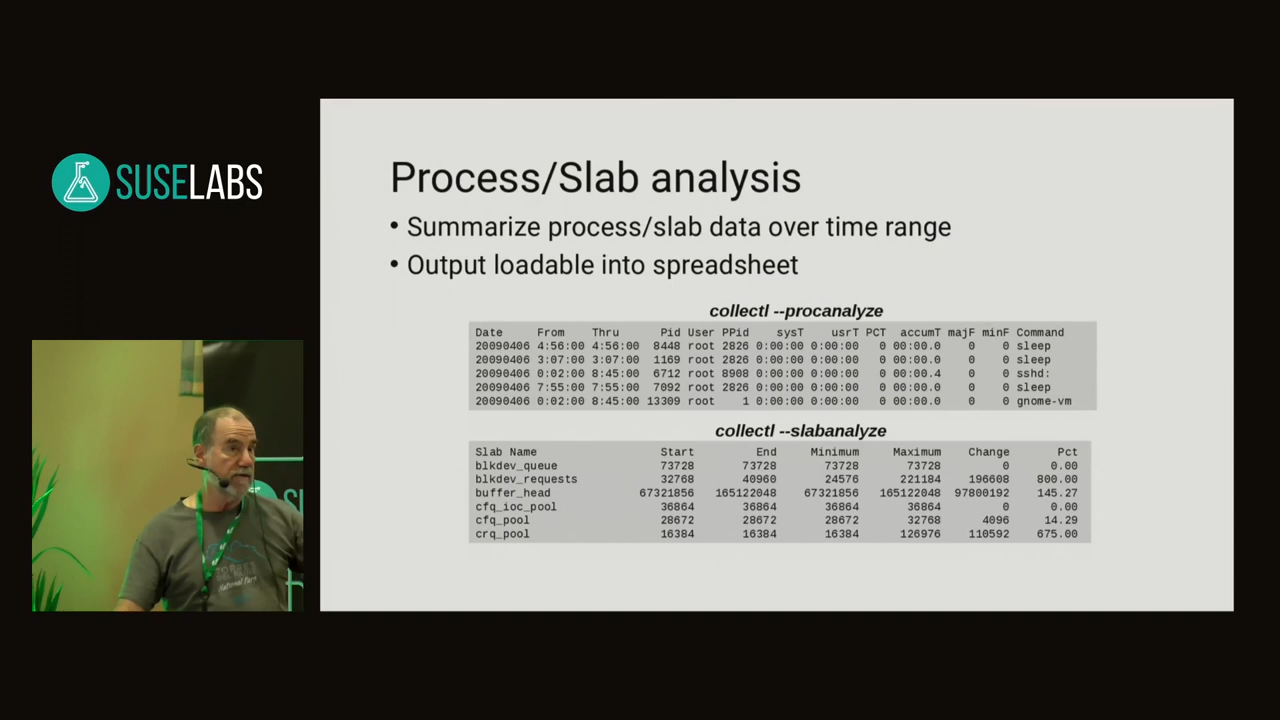 SUSELABS
Process/Slab analysis
• Summarize process/slab data over time range
• Output loadable into spreadsheet
collectl --procanalyze
Date From Thru Pid User PPid sysT usrT PCT accumT majF minF Command
20090406 4:56:00 4:56:00 8448 root 2826 0:00:00 0:00:00 0 00:00.0 0 0 sleep
20090406 3:07:00 3:07:00 1169 root 2826 0:00:00 0:00:00 0 00:00.0 0 0 sleep
20090406 0:02:00 8:45:00 6712 root 8908 0:00:00 0:00:00 0 00:00.4 0 0 sshd:
20090406 7:55:00 7:55:00 7092 root 2826 0:00:00 0:00:00 0 00:00.0 0 0 sleep
20090406 0:02:00 8:45:00 13309 root 1 0:00:00 0:00:00 0 00:00.0 0 0 gnome-vm
collectl --slabanalyze
Slab Name Start End Minimum Maximum Change Pct
blkdev_queue 73728 73728 73728 73728 0 0.00
blkdev_requests 32768 40960 24576 221184 196608 800.00
buffer_head 67321856 165122048 67321856 165122048 97800192 145.27
cfq_ioc_pool 36864 36864 36864 36864 0 0.00
cfq_pool 28672 28672 28672 32768 4096 14.29
crq_pool 16384 16384 16384 126976 110592 675.00
National Park